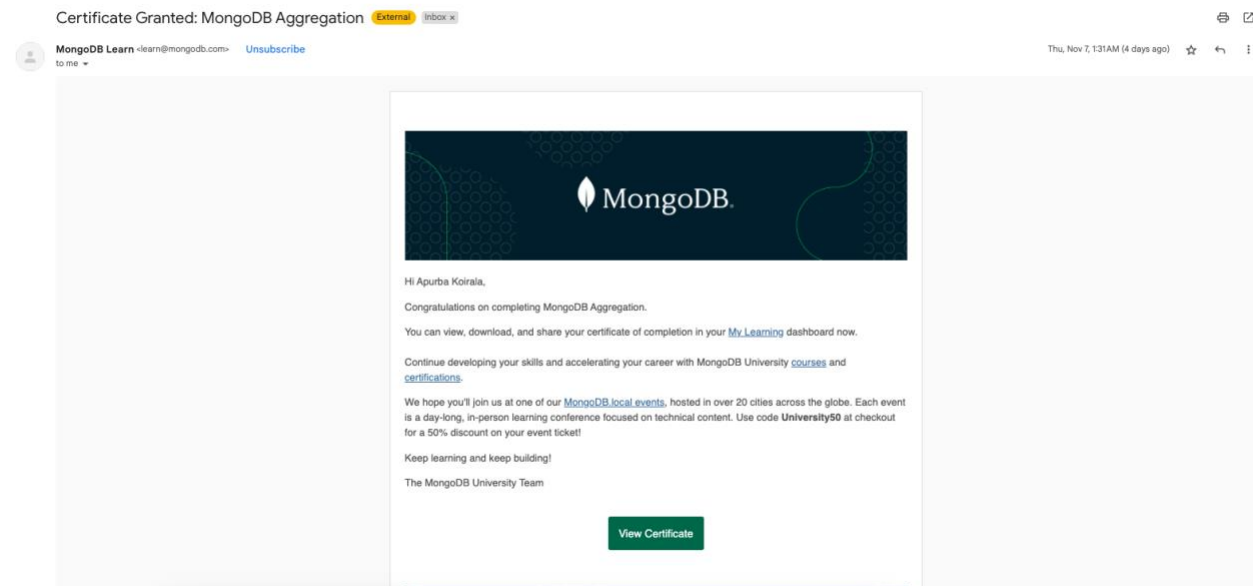 Certificate Granted: MongoDB Aggregation External Inbox x
MongoDB Learn <learn@mongodb.com> Unsubscribe
Thu, Nov 7, 1:31AM (4 days ago)
to me
MongoDB.
Hi Apurba Koirala,
Congratulations on completing MongoDB Aggregation.
You can view, download, and share your certificate of completion in your My Learning dashboard now.
Continue developing your skills and accelerating your career with MongoDB University courses and
certifications.
We hope you'll join us at one of our MongoDB.local events, hosted in over 20 cities across the globe. Each event
is a day-long, in-person learning conference focused on technical content. Use code University50 at checkout
for a 50% discount on your event ticket!
Keep learning and keep building!
The MongoDB University Team
View Certificate